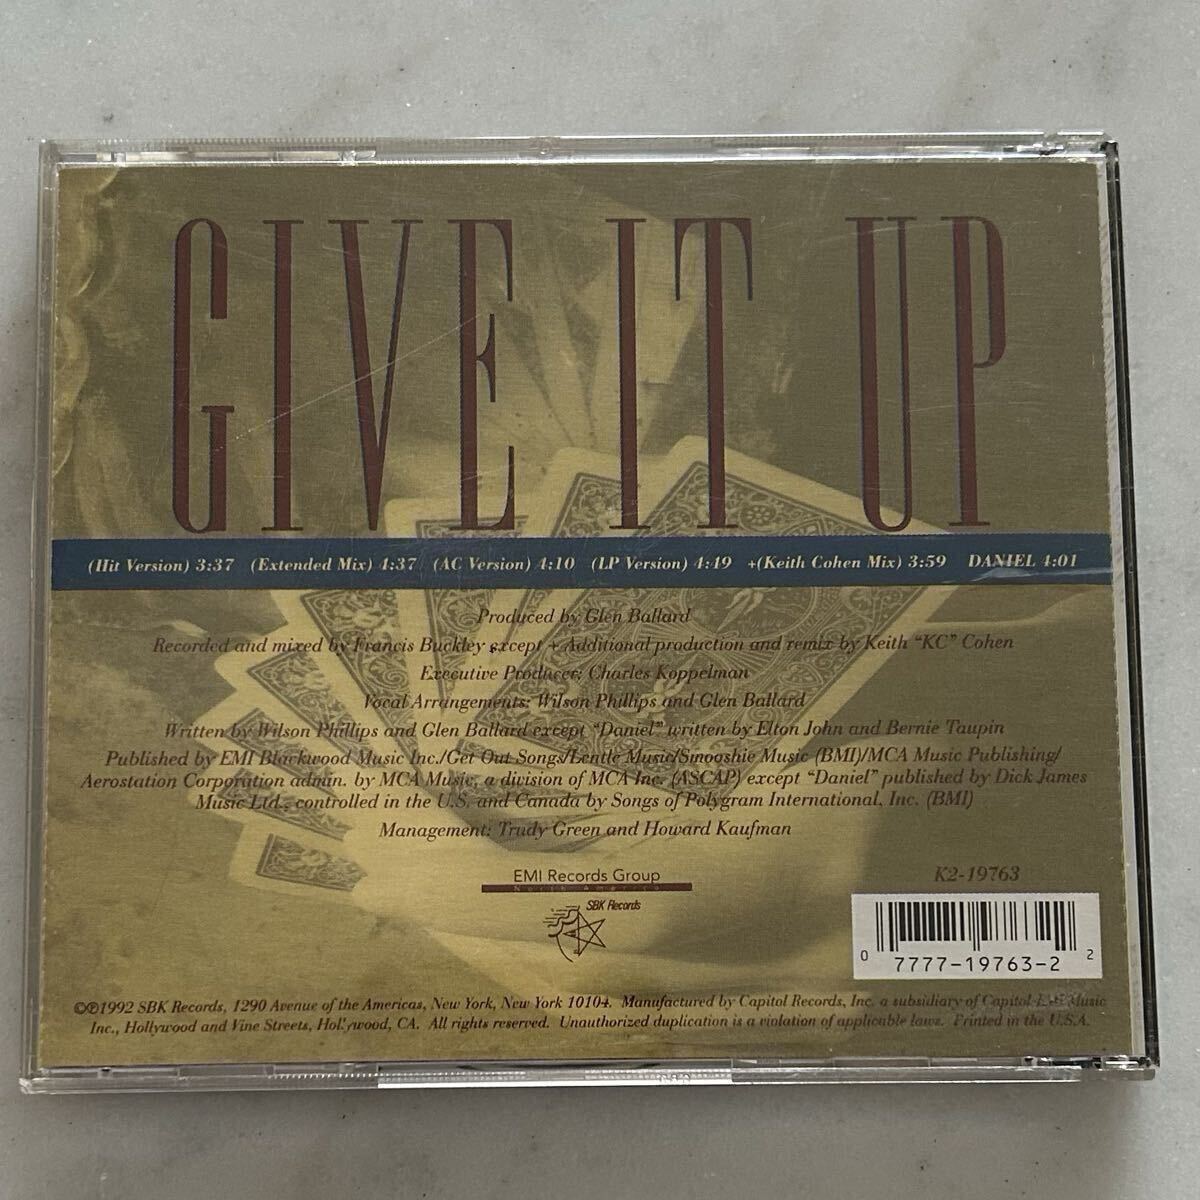 GIVE IT UP
(Hit Version) 3:37 (Extended Mix) 4:37 (AC Version) 4:10 (LP Version) 4:49 +(Keith Cohen Mix) 3:59 DANIEL 4:01
Produced by Glen Ballard
Recorded and mixed by Francis Buckley except + Additional production and remix by Keith "KC" Cohen
Executive Producer: Charles Koppelman
Vocal Arrangements: Wilson Phillips and Glen Ballard
Written by Wilson Phillips and Glen Ballard except "Daniel" written by Elton John and Bernie Taupin
Published by EMI Blackwood Music Inc./Get Out Songs/Lentle Music/Smooshie Music (BMI)/MCA Music Publishing/
Aerostation Corporation admin. by MCA Music, a division of MCA Inc. (ASCAP) except "Daniel" published by Dick James
Music Ltd., controlled in the U.S. and Canada by Songs of Polygram International, Inc. (BMI)
Management: Trudy Green and Howard Kaufman
EMI Records Group
North America
SBK Records
K2-19763
0 7777-19763-2 2
©℗1992 SBK Records, 1290 Avenue of the Americas, New York, New York 10104. Manufactured by Capitol Records, Inc. a subsidiary of Capitol-EMI Music
Inc., Hollywood and Vine Streets, Hollywood, CA. All rights reserved. Unauthorized duplication is a violation of applicable laws. Printed in the U.S.A.